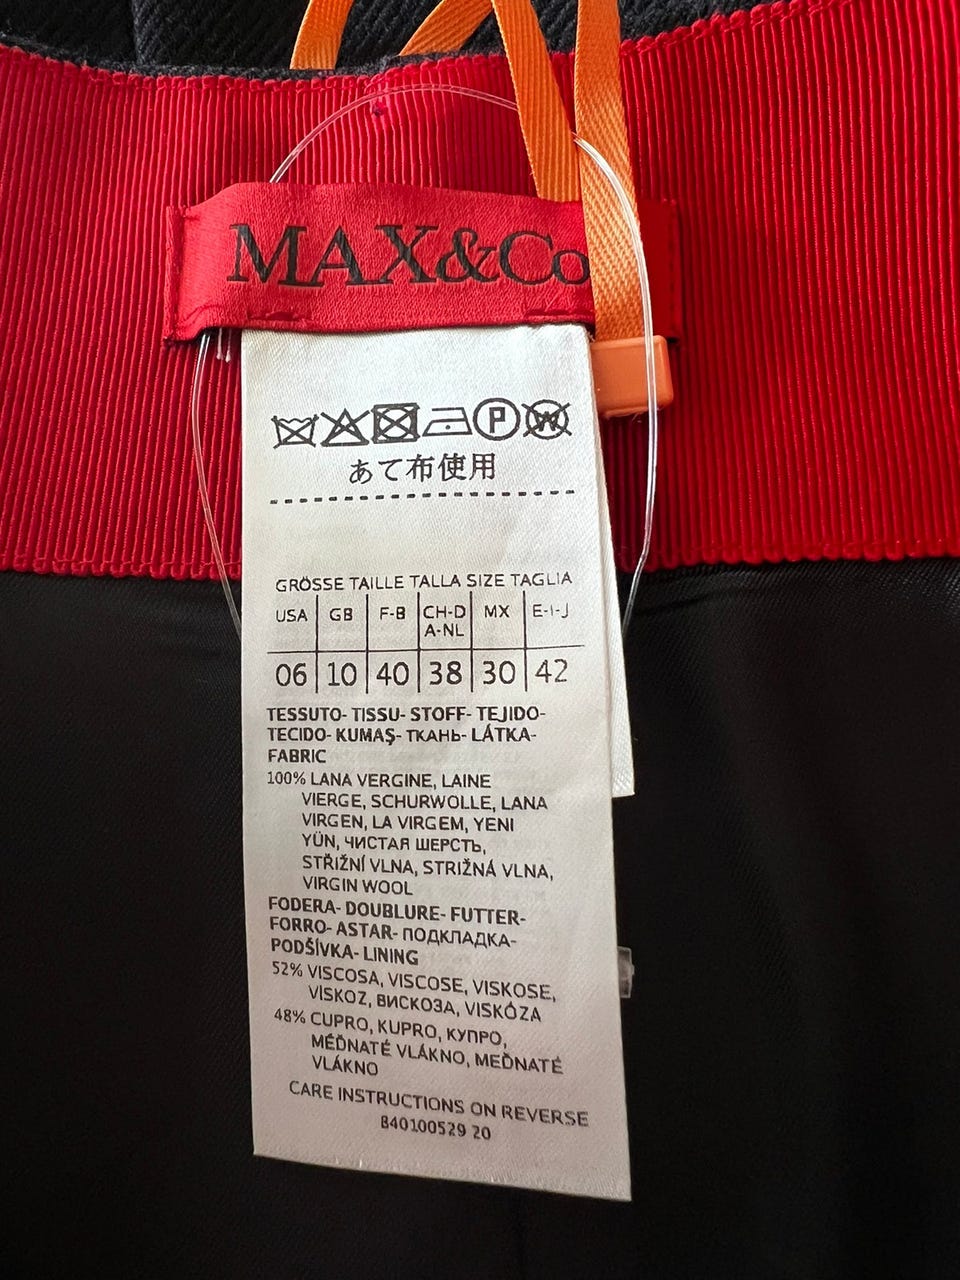 MAX&Co
P W
あて布使用
GRÖSSE TAILLE TALLA SIZE TAGLIA
USA GB F-B CH-D A-NL MX E-I-J
06 10 40 38 30 42
TESSUTO- TISSU- STOFF- TEJIDO-
TECIDO- KUMAŞ- ТКАНЬ- LÁTKA-
FABRIC
100% LANA VERGINE, LAINE
VIERGE, SCHURWOLLE, LANA
VIRGEN, LA VIRGEM, YENI
YÜN, ЧИСТАЯ ШЕРСТЬ,
STŘIŽNÍ VLNA, STRIŽNÁ VLNA,
VIRGIN WOOL
FODERA- DOUBLURE- FUTTER-
FORRO- ASTAR- ПОДКЛАДКА-
PODŠÍVKA- LINING
52% VISCOSA, VISCOSE, VISKOSE,
VİSKOZ, ВИСКОЗА, VISKÓZA
48% CUPRO, KUPRO, КУПРО,
MĚĎNATÉ VLÁKNO, MEĎNATÉ
VLÁKNO
CARE INSTRUCTIONS ON REVERSE
840100529 20